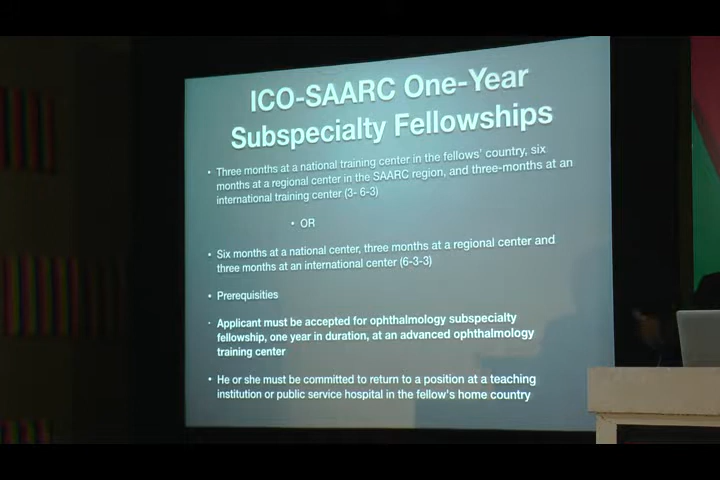 ICO-SAARC One-Year
Subspecialty Fellowships
• Three months at a national training center in the fellows' country, six
months at a regional center in the SAARC region, and three-months at an
international training center (3- 6-3)
• OR
• Six months at a national center, three months at a regional center and
three months at an international center (6-3-3)
• Prerequisities
· Applicant must be accepted for ophthalmology subspecialty
fellowship, one year in duration, at an advanced ophthalmology
training center
• He or she must be committed to return to a position at a teaching
institution or public service hospital in the fellow's home country